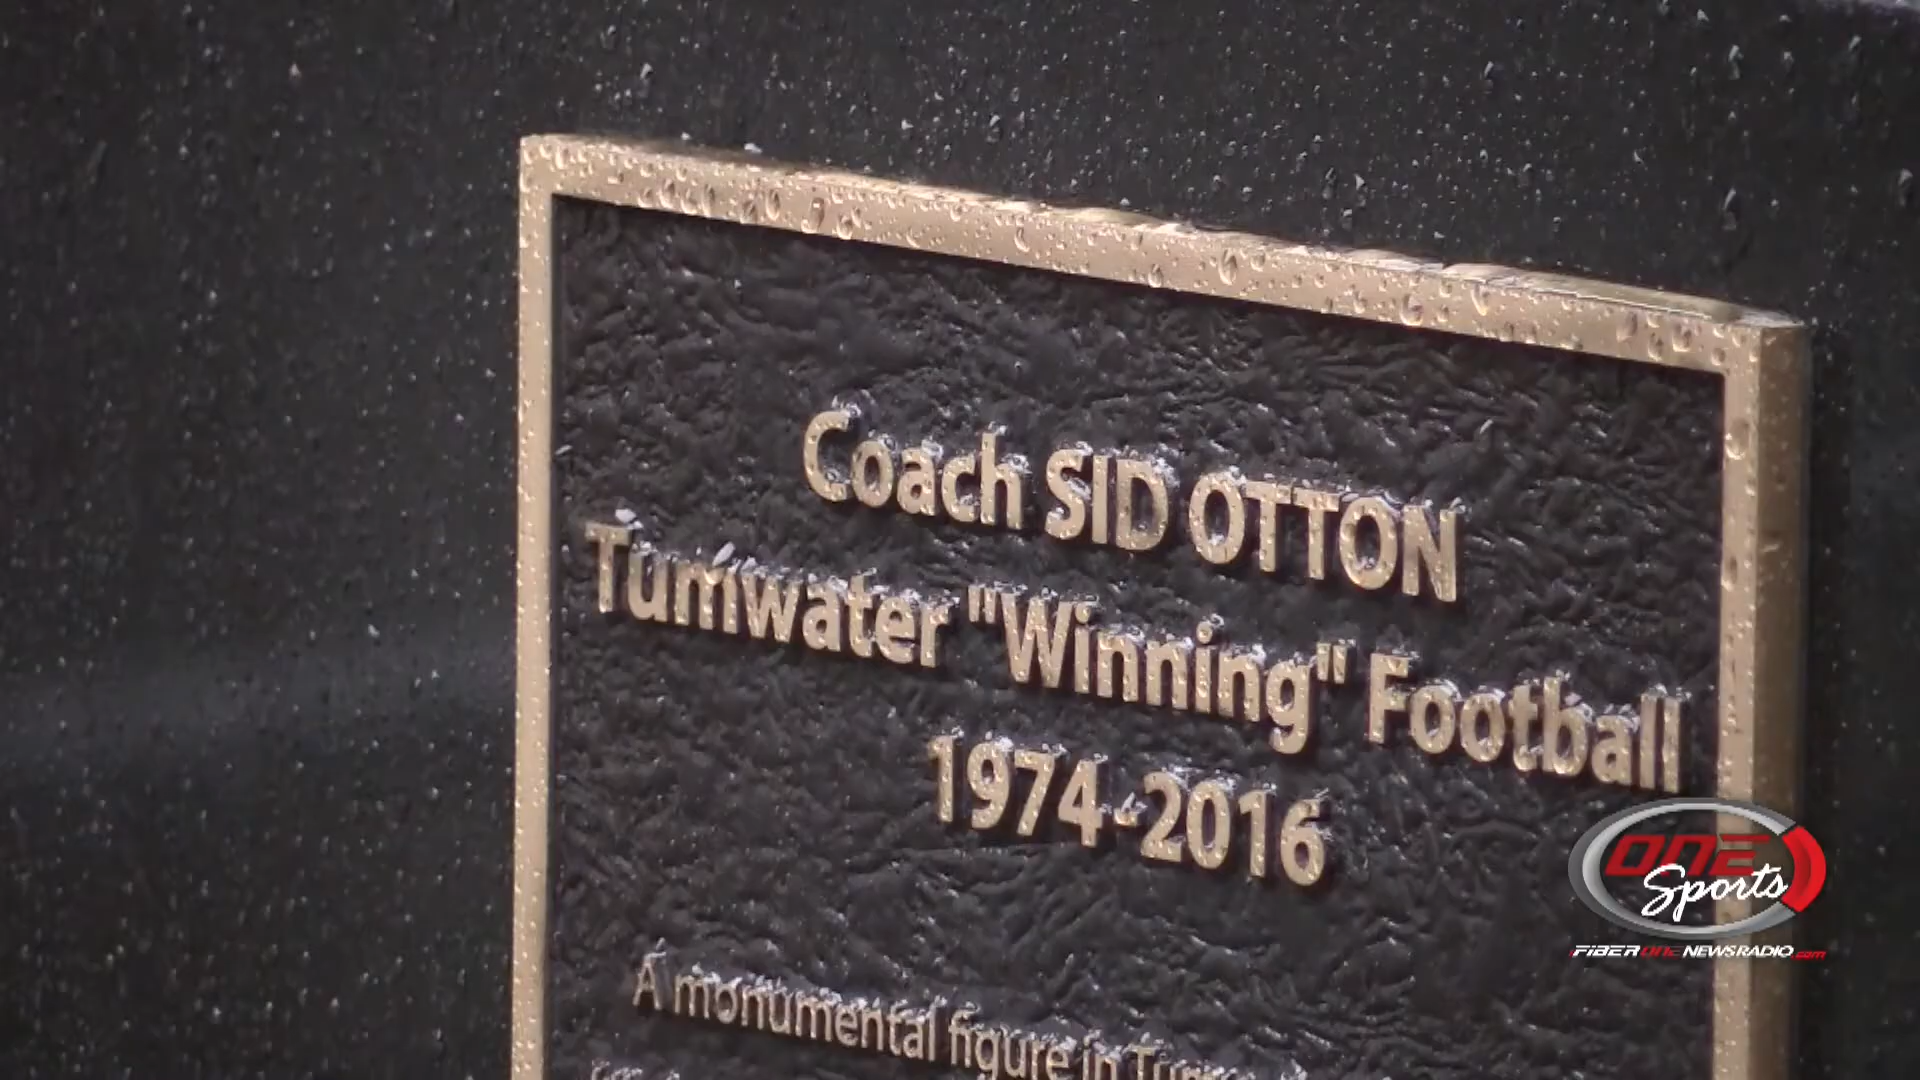 Coach SID OTTON
Tumwater "Winning" Football
1974-2016
A monumental figure in
ONE
Sports
FIBERONENEWSRADIO.com